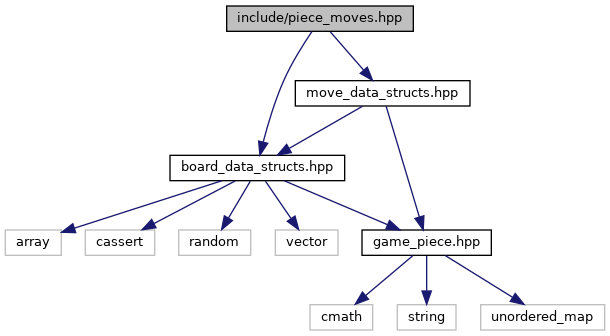 include/piece_moves.hpp
move_data_structs.hpp
board_data_structs.hpp
array
cassert
random
vector
game_piece.hpp
cmath
string
unordered_map